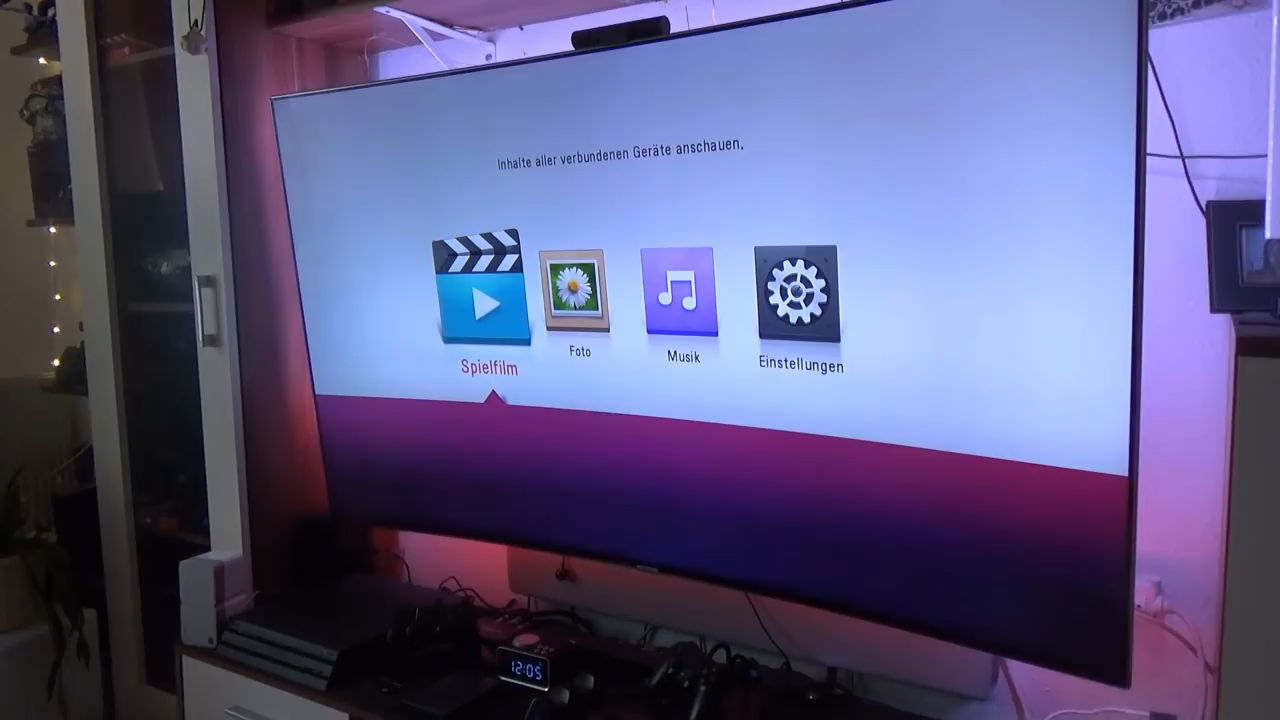 Inhalte aller verbundenen Geräte anschauen.
Spielfilm
Foto
Musik
Einstellungen
12:05